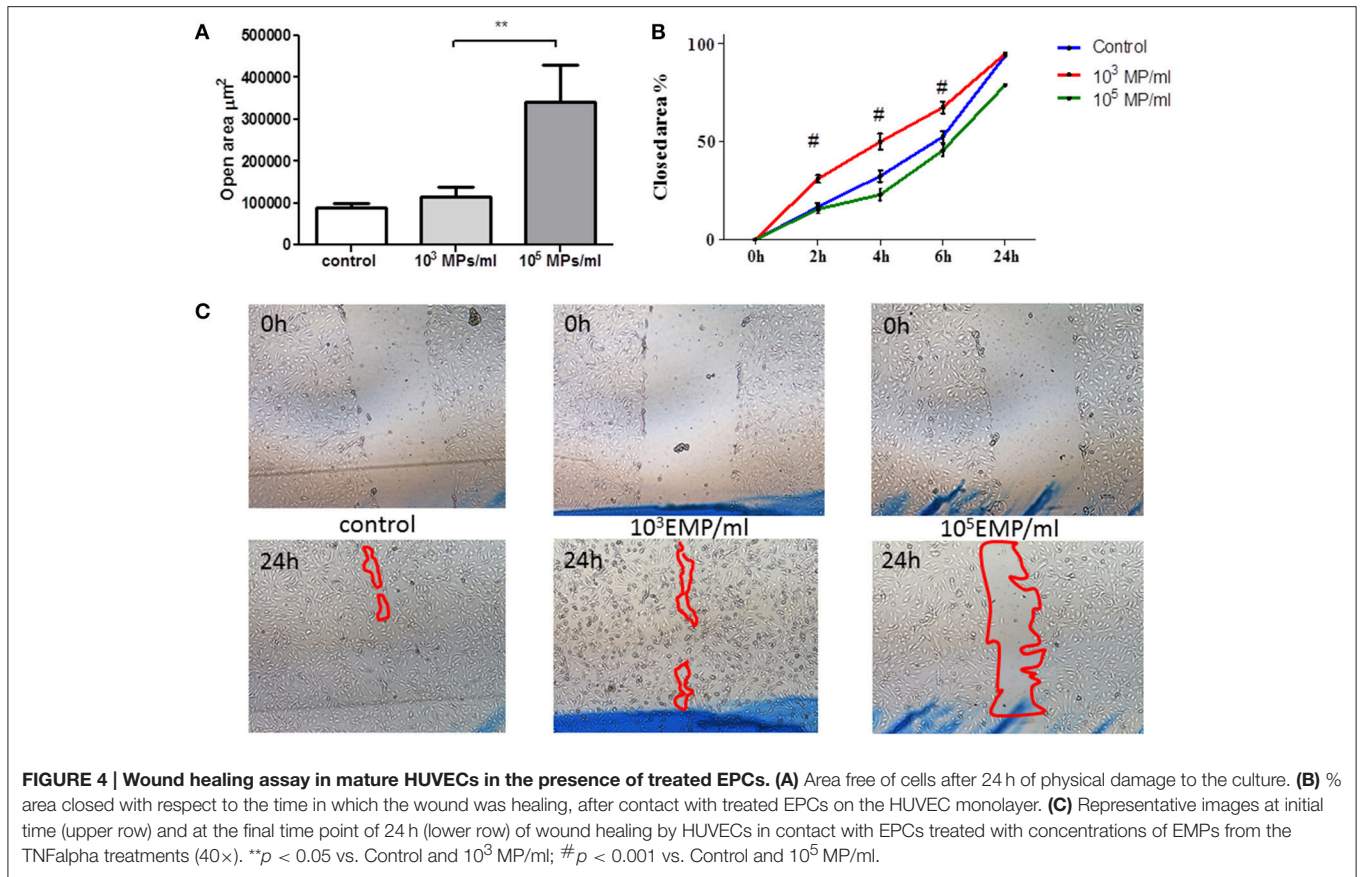 A
**
500000
400000
300000
200000
100000
0
Open area μm²
control
10³ MPs/ml
10⁵ MPs/ml
B
100
50
0
Closed area %
#
#
#
0h
2h
4h
6h
24h
Control
10³ MP/ml
10⁵ MP/ml
C
0h
0h
0h
control
10³EMP/ml
10⁵EMP/ml
24h
24h
24h
FIGURE 4 | Wound healing assay in mature HUVECs in the presence of treated EPCs. (A) Area free of cells after 24 h of physical damage to the culture. (B) %
area closed with respect to the time in which the wound was healing, after contact with treated EPCs on the HUVEC monolayer. (C) Representative images at initial
time (upper row) and at the final time point of 24 h (lower row) of wound healing by HUVECs in contact with EPCs treated with concentrations of EMPs from the
TNFalpha treatments (40×). **p < 0.05 vs. Control and 10³ MP/ml; #p < 0.001 vs. Control and 10⁵ MP/ml.